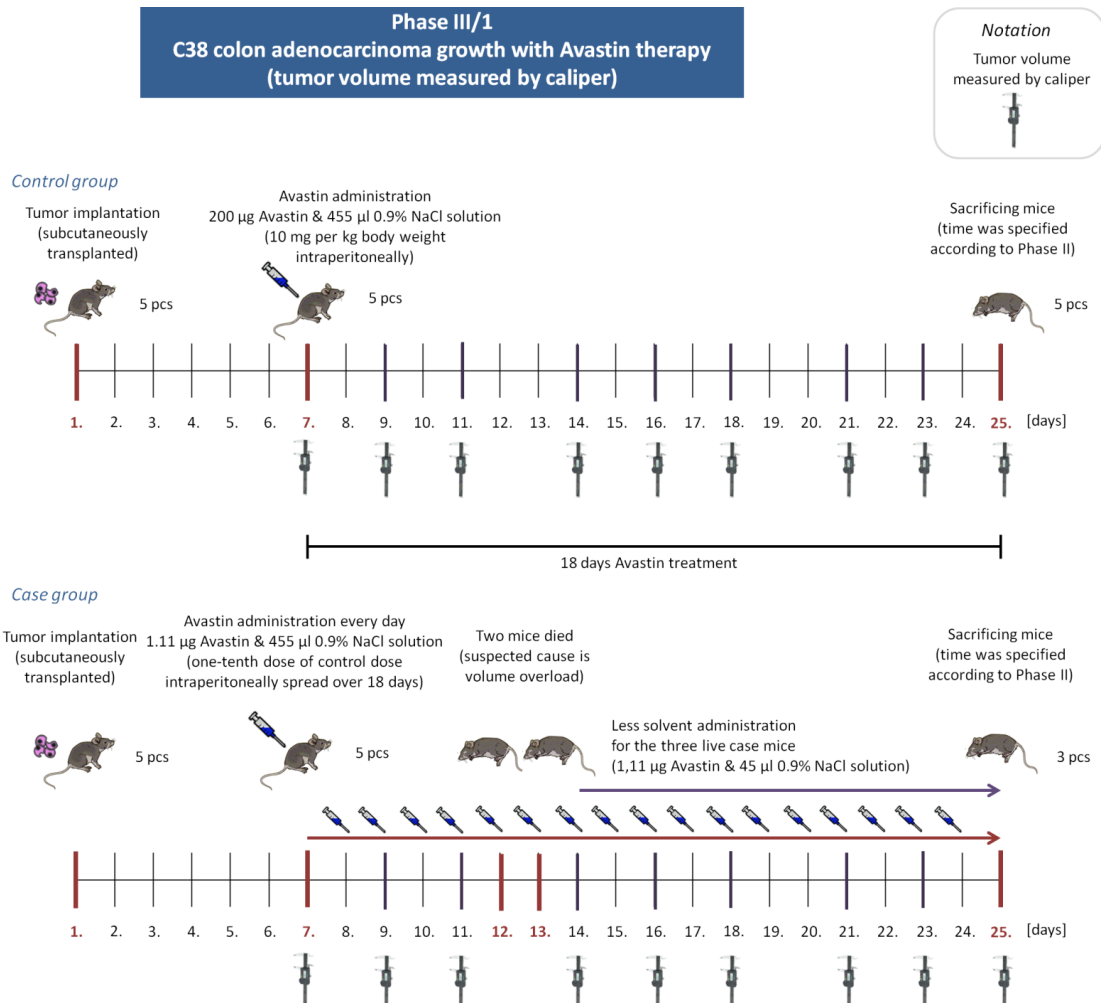 Phase III/1
C38 colon adenocarcinoma growth with Avastin therapy
(tumor volume measured by caliper)
Notation
Tumor volume
measured by caliper
Control group
Tumor implantation
(subcutaneously
transplanted)
5 pcs
Avastin administration
200 µg Avastin & 455 µl 0.9% NaCl solution
(10 mg per kg body weight
intraperitoneally)
5 pcs
Sacrificing mice
(time was specified
according to Phase II)
5 pcs
1. 2. 3. 4. 5. 6. 7. 8. 9. 10. 11. 12. 13. 14. 15. 16. 17. 18. 19. 20. 21. 22. 23. 24. 25. [days]
18 days Avastin treatment
Case group
Tumor implantation
(subcutaneously
transplanted)
5 pcs
Avastin administration every day
1.11 µg Avastin & 455 µl 0.9% NaCl solution
(one-tenth dose of control dose
intraperitoneally spread over 18 days)
5 pcs
Two mice died
(suspected cause is
volume overload)
Less solvent administration
for the three live case mice
(1,11 µg Avastin & 45 µl 0.9% NaCl solution)
Sacrificing mice
(time was specified
according to Phase II)
3 pcs
1. 2. 3. 4. 5. 6. 7. 8. 9. 10. 11. 12. 13. 14. 15. 16. 17. 18. 19. 20. 21. 22. 23. 24. 25. [days]